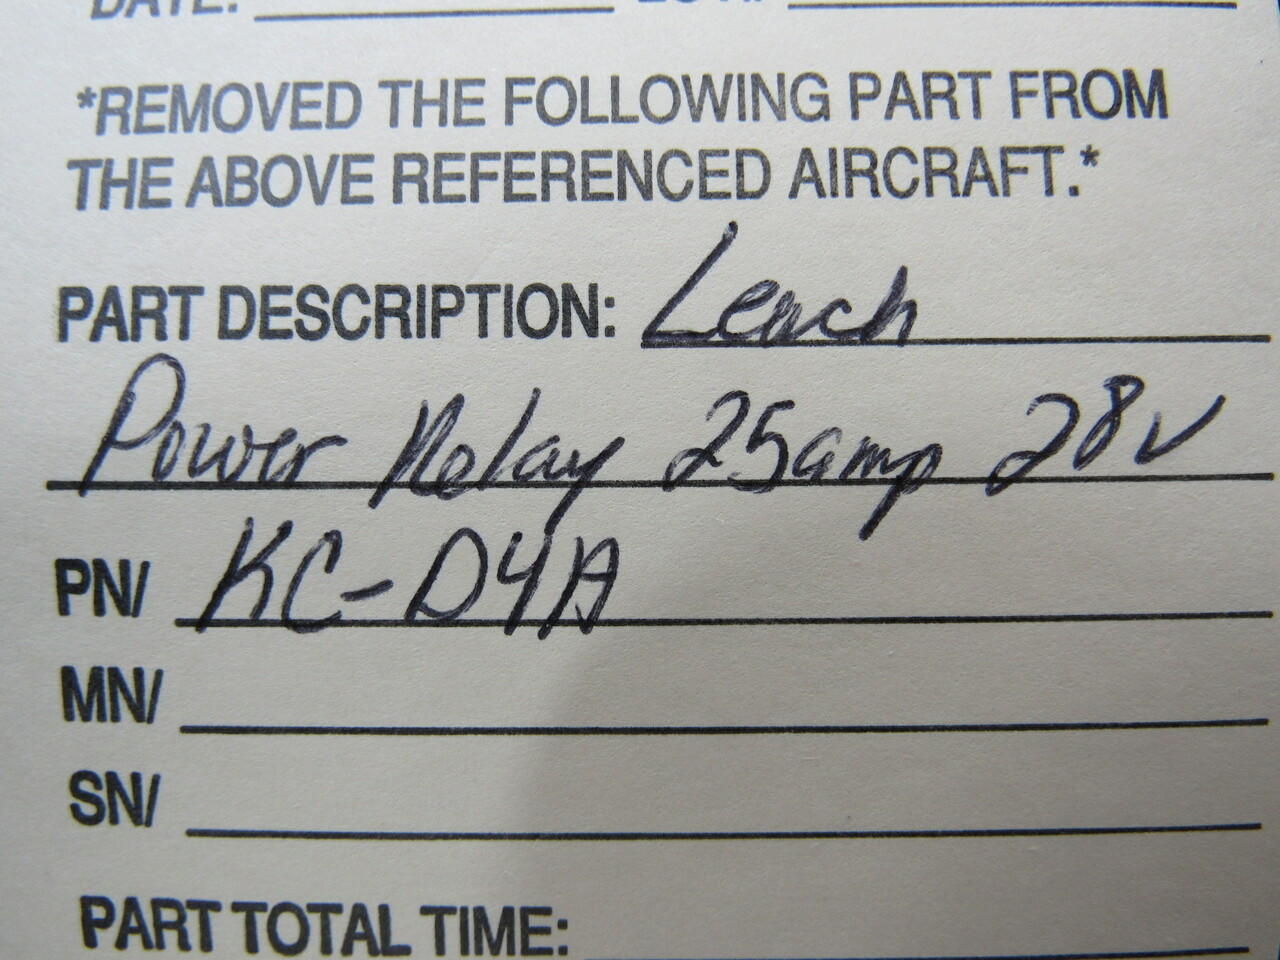 DATE:
*REMOVED THE FOLLOWING PART FROM
THE ABOVE REFERENCED AIRCRAFT.*
PART DESCRIPTION: Leach
Power Relay 25amp 28v
PN/ KC-D4A
MN/
SN/
PART TOTAL TIME: